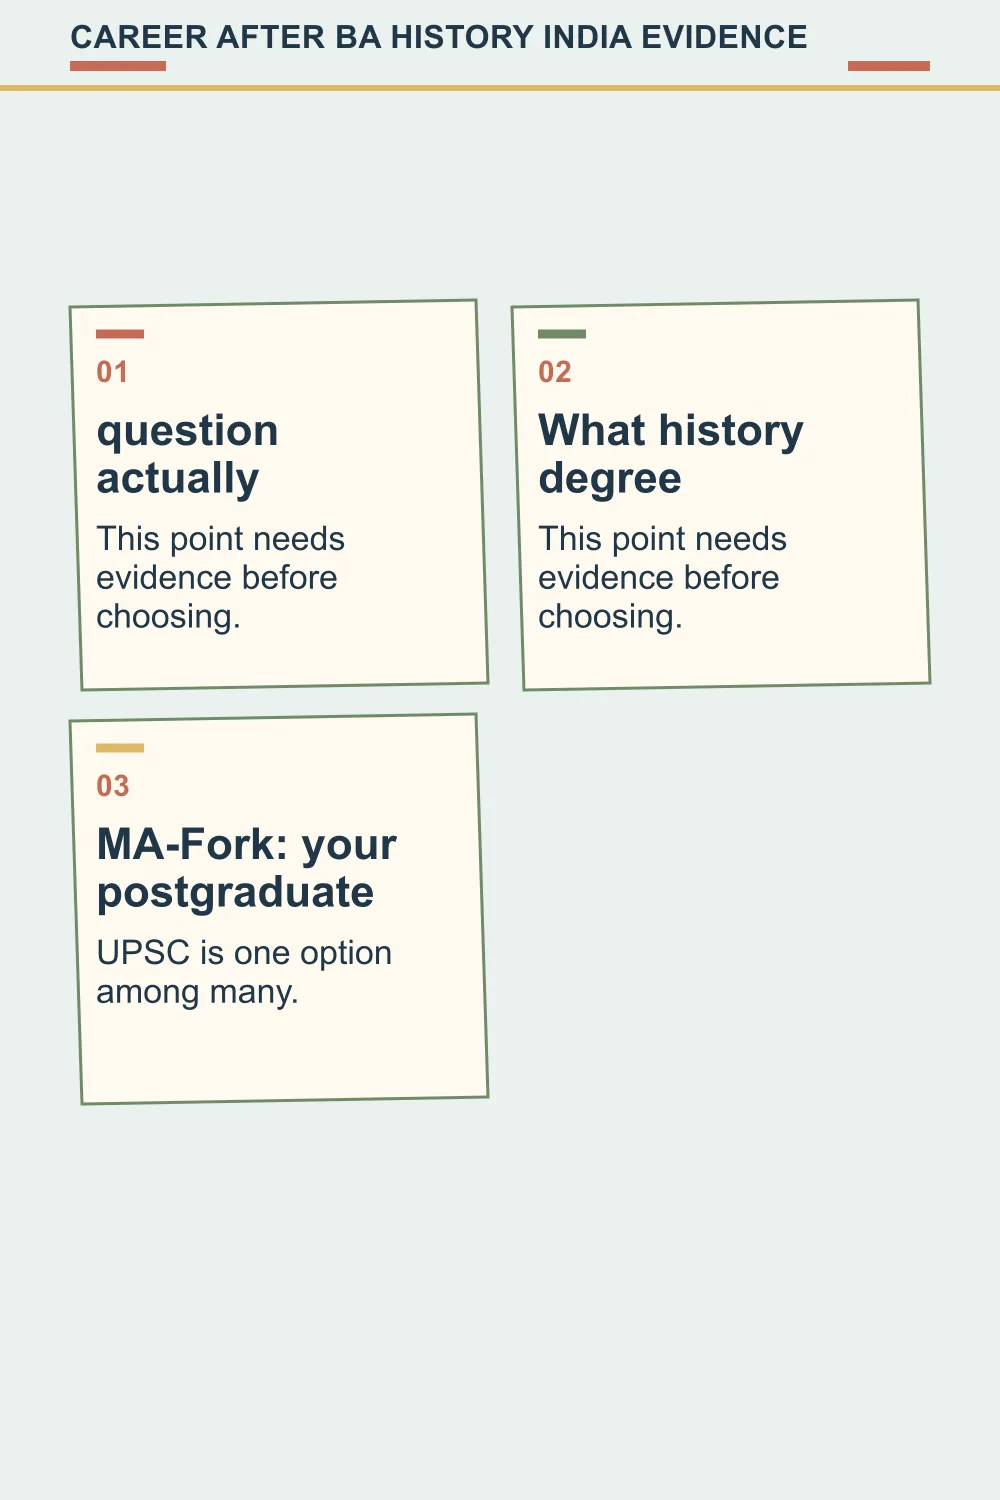 CAREER AFTER BA HISTORY INDIA EVIDENCE
01
question
actually
This point needs
evidence before
choosing.
02
What history
degree
This point needs
evidence before
choosing.
03
MA-Fork: your
postgraduate
UPSC is one option
among many.